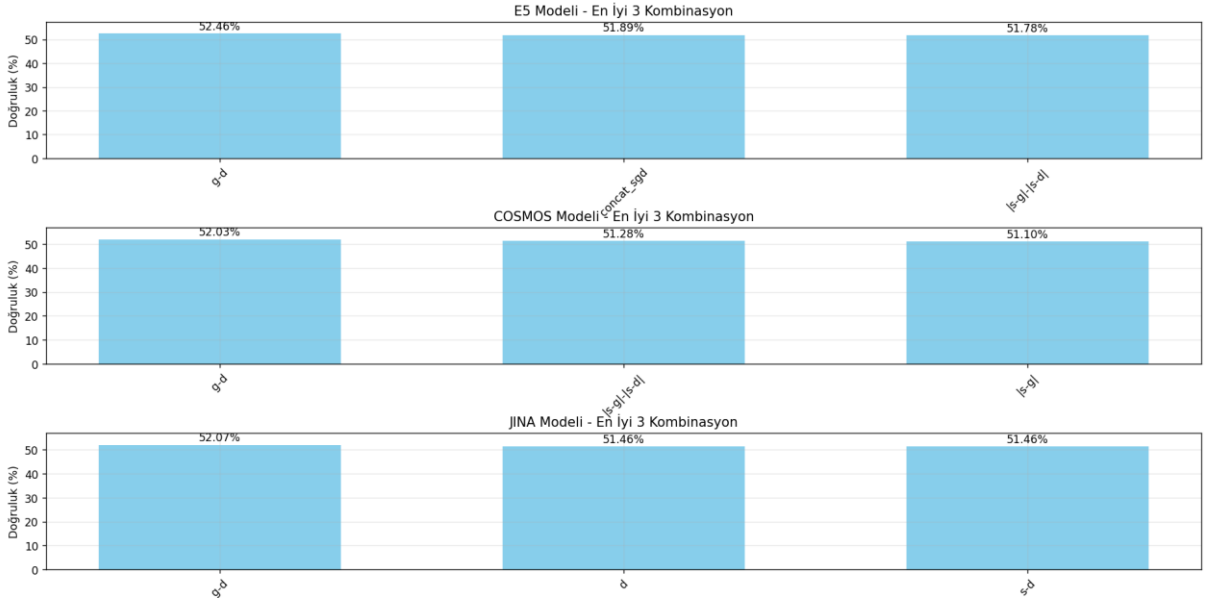 E5 Modeli - En İyi 3 Kombinasyon
52.46%
51.89%
51.78%
Doğruluk (%)
50
40
30
20
10
0
g-d
concat_sgd
|s-g|-|s-d|
COSMOS Modeli - En İyi 3 Kombinasyon
52.03%
51.28%
51.10%
Doğruluk (%)
50
40
30
20
10
0
g-d
|s-g|-|s-d|
|s-g|
JINA Modeli - En İyi 3 Kombinasyon
52.07%
51.46%
51.46%
Doğruluk (%)
50
40
30
20
10
0
g-d
d
s-d